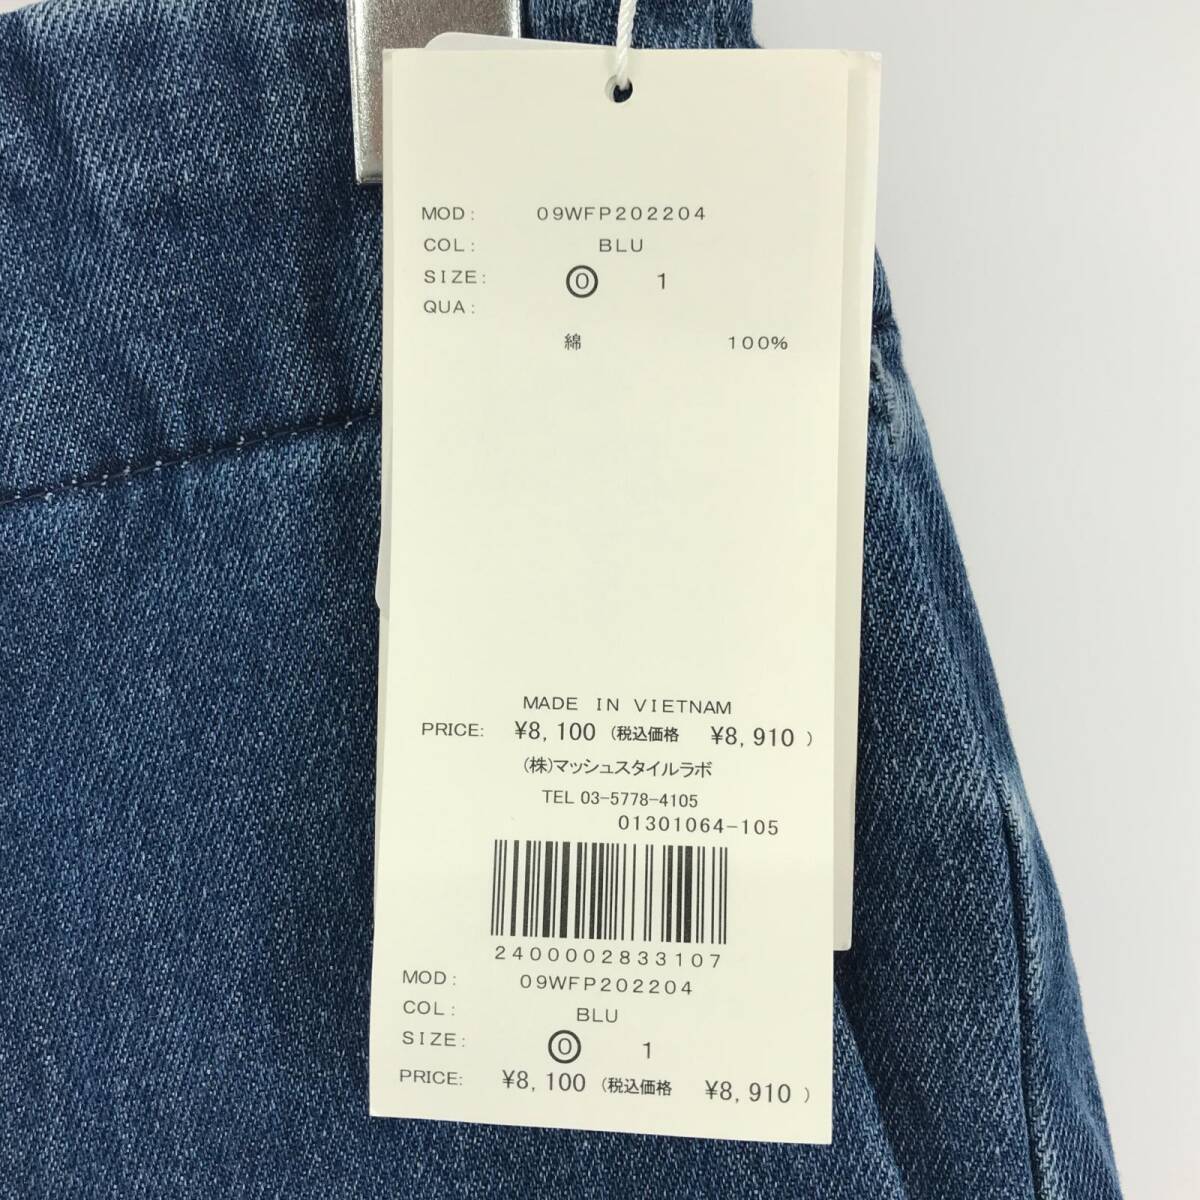 MOD: 09WFP202204
COL: BLU
SIZE: 0 1
QUA:
綿 100%
MADE IN VIETNAM
PRICE: ¥8,100 (税込価格 ¥8,910)
(株)マッシュスタイルラボ
TEL 03-5778-4105
01301064-105
2400002833107
MOD: 09WFP202204
COL: BLU
SIZE: 0 1
PRICE: ¥8,100 (税込価格 ¥8,910)